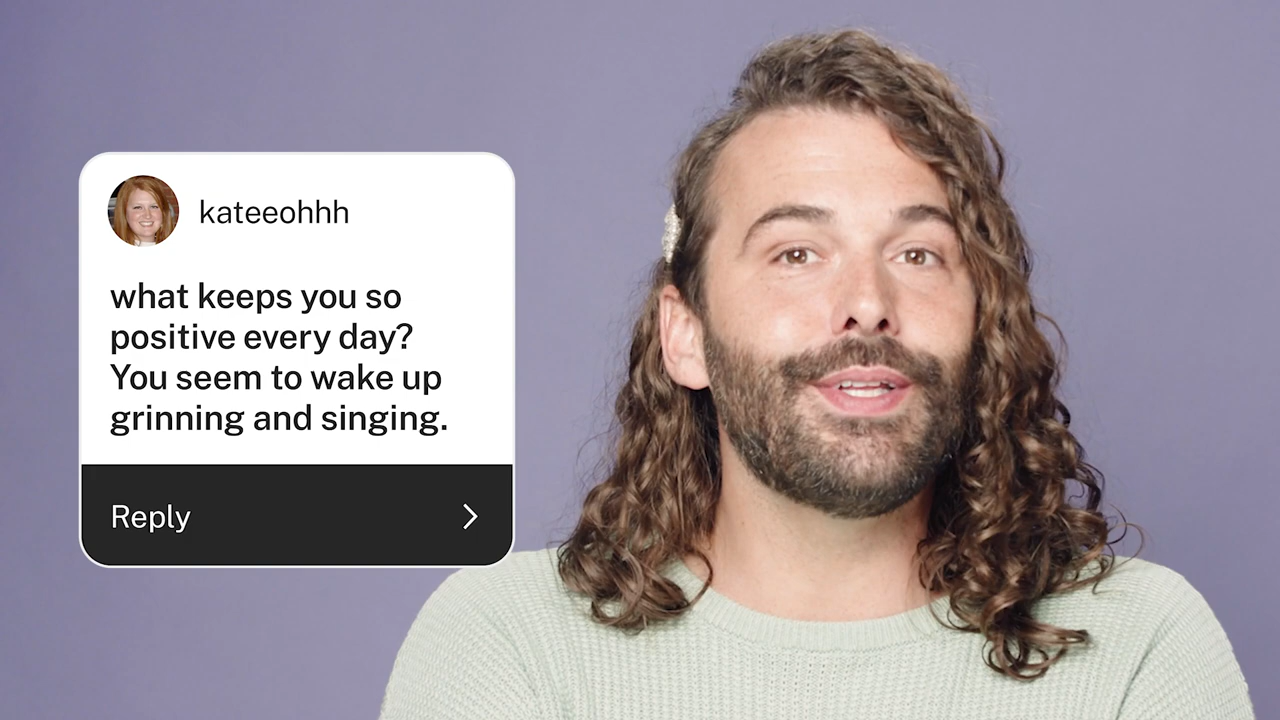 kateeohhh
what keeps you so
positive every day?
You seem to wake up
grinning and singing.
Reply